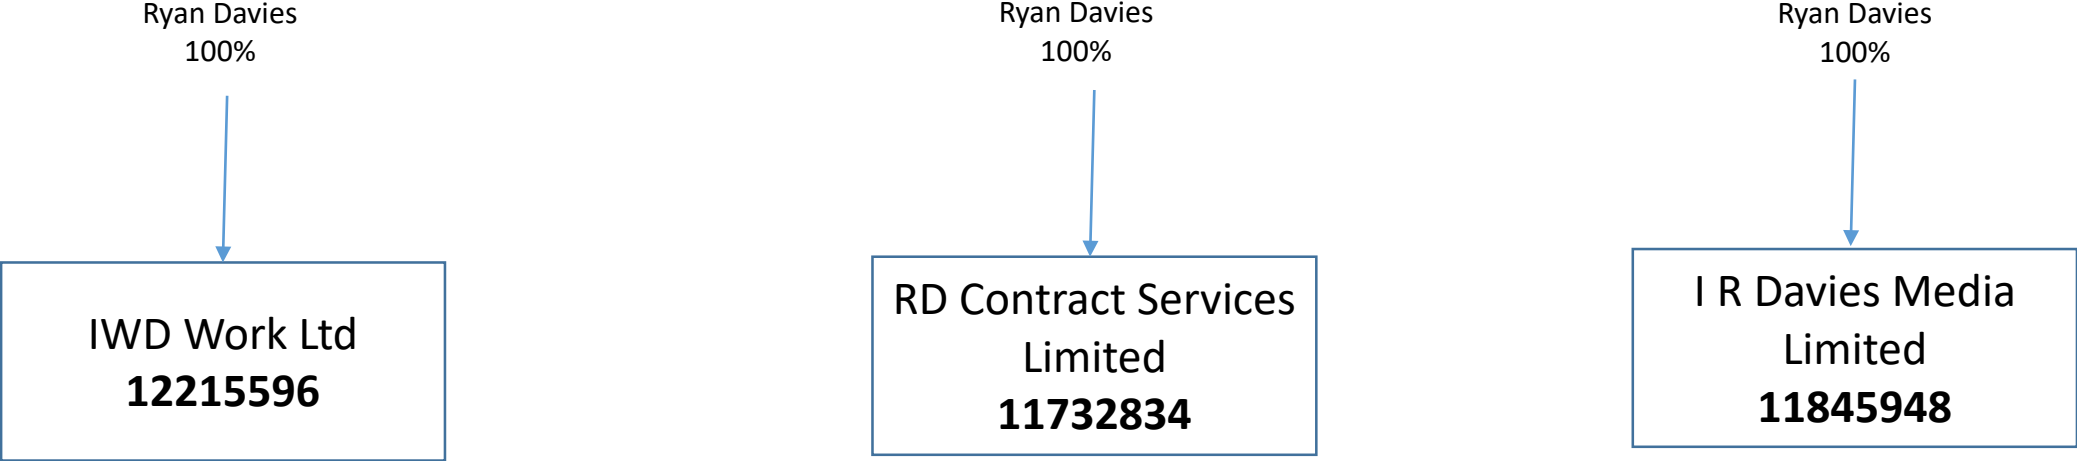 Ryan Davies
100%
Ryan Davies
100%
Ryan Davies
100%
IWD Work Ltd
12215596
RD Contract Services
Limited
11732834
I R Davies Media
Limited
11845948